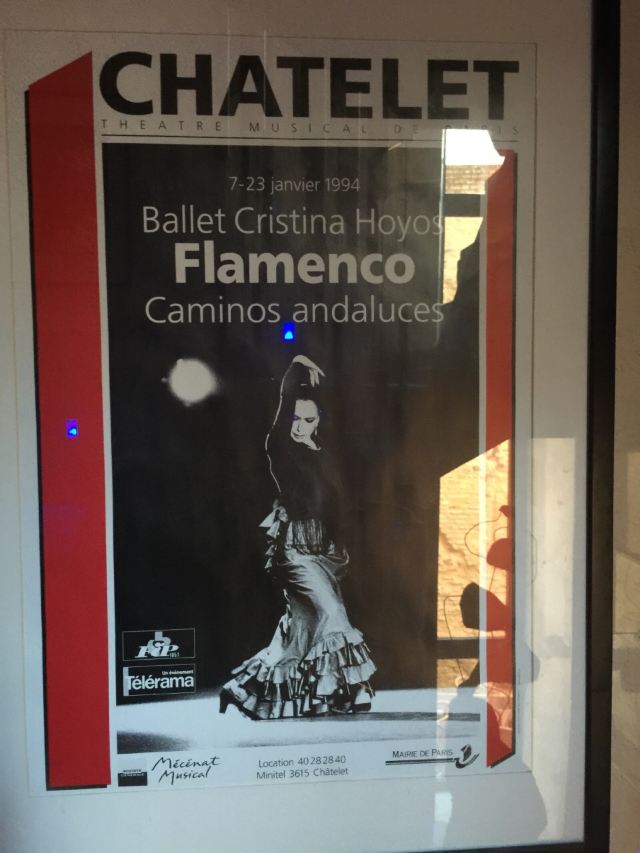 CHATELET
THEATRE MUSICAL DE PARIS
7-23 janvier 1994
Ballet Cristina Hoyos
Flamenco
Caminos andaluces
FiP
Un événement
Télérama
Mécénat
Musical
Location 40 28 28 40
Minitel 3615 Châtelet
MAIRIE DE PARIS